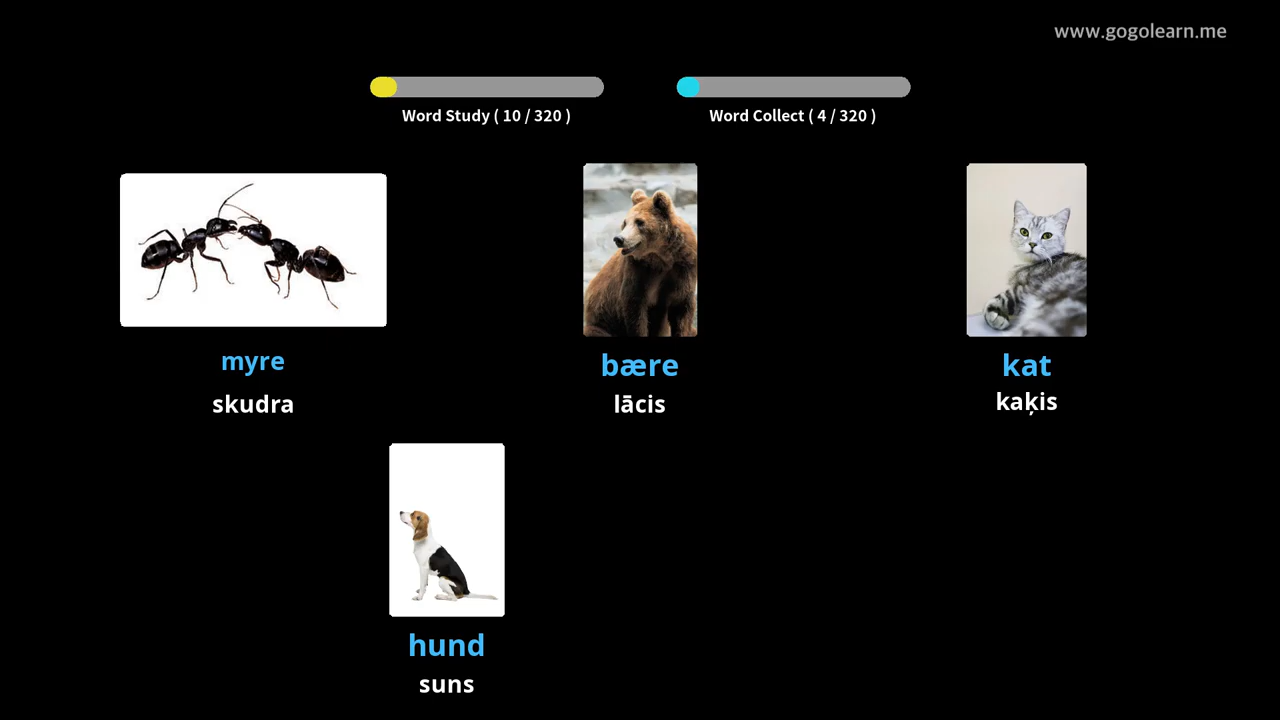 www.gogolearn.me
Word Study ( 10 / 320 )
Word Collect ( 4 / 320 )
myre
skudra
bære
lācis
kat
kaķis
hund
suns